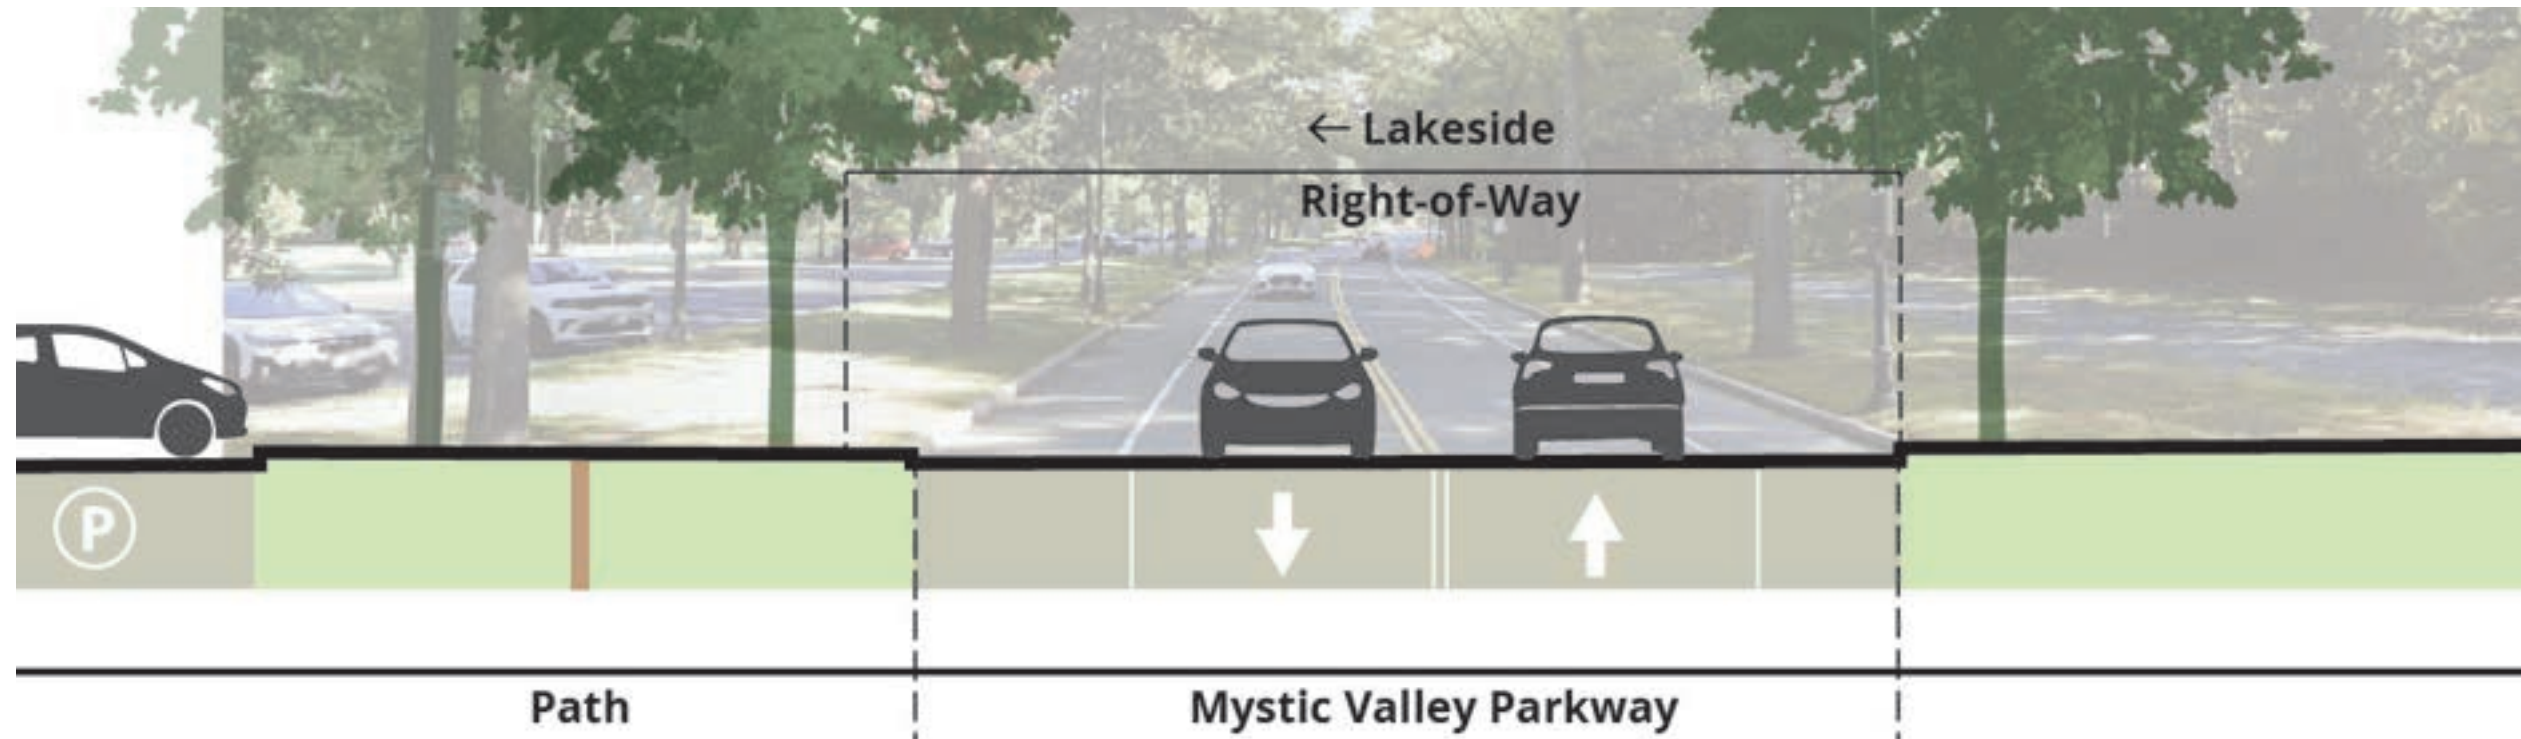 ← Lakeside
Right-of-Way
P
Path
Mystic Valley Parkway